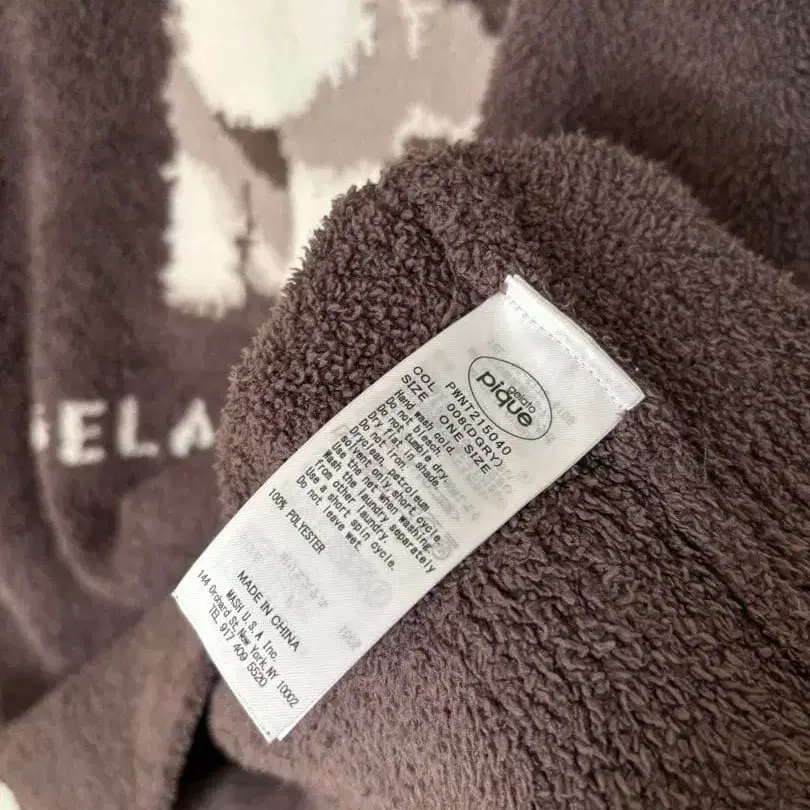 ELA
gelato
pique
PWNT215040
COL 006(DGRY)
SIZE ONE SIZE
Hand wash cold.
Do not bleach.
Do not tumble dry.
Dry flat in shade.
Do not iron.
Dryclean, petroleum
solvent only, short cycle.
Use the net when washing.
Wash the laundry separately
from other laundry.
Use a short spin cycle.
Do not leave wet.
100% POLYESTER
MADE IN CHINA
MASH U.S.A Inc.
144 Orchard St. New York, NY 10002
TEL 917 409 5520